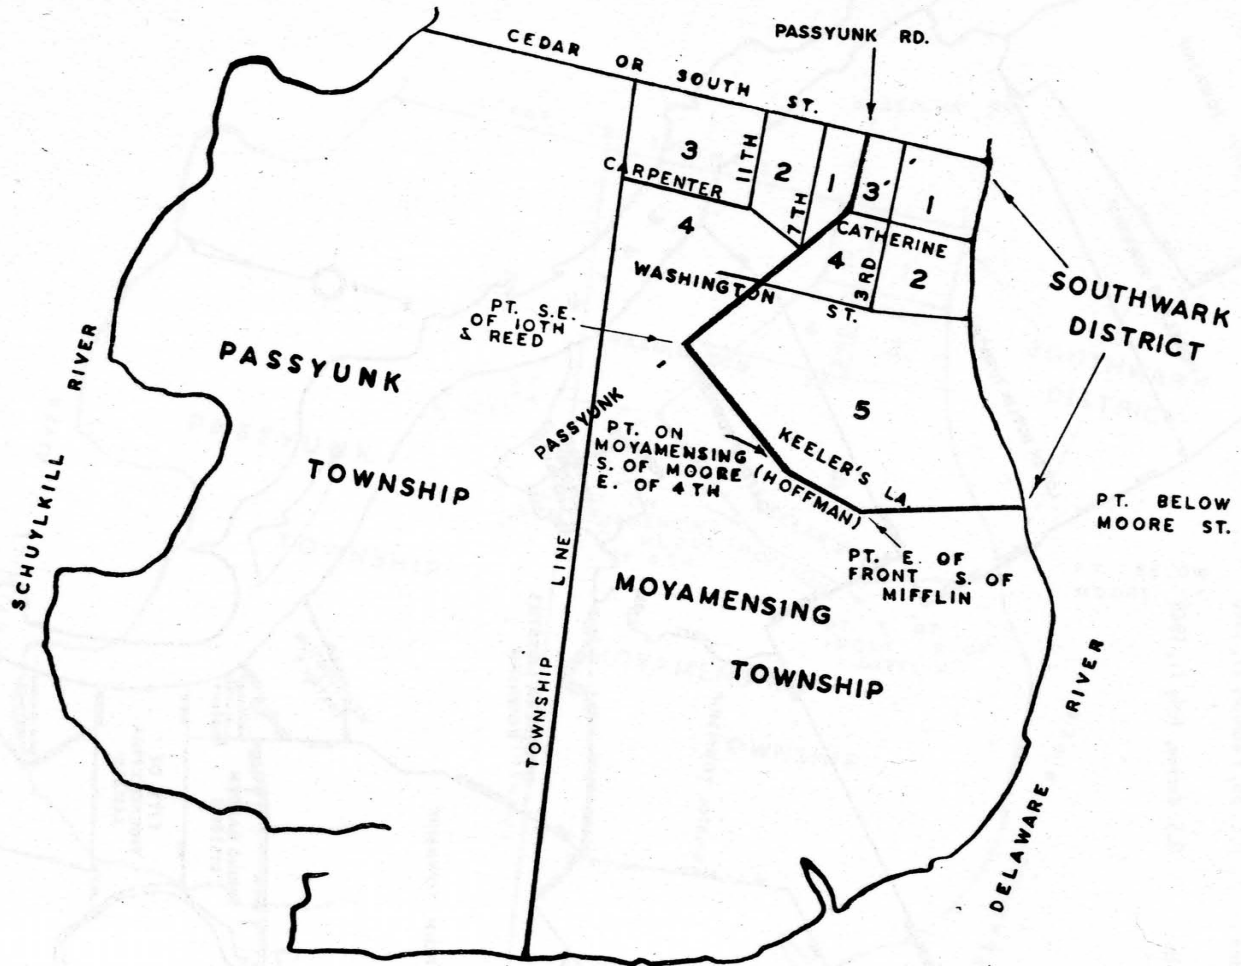 PASSYUNK RD.
CEDAR OR SOUTH ST.
3
11TH
2
7TH
1
3
1
CARPENTER
4
CATHERINE
4
3RD
2
WASHINGTON ST.
SOUTHWARK
DISTRICT
PT. S.E.
OF 10TH
& REED
PASSYUNK
TOWNSHIP
SCHUYLKILL RIVER
PASSYUNK
5
KEELER'S LA.
(HOFFMAN)
PT. ON
MOYAMENSING
S. OF MOORE
E. OF 4TH
PT. BELOW
MOORE ST.
PT. E. OF
FRONT S. OF
MIFFLIN
TOWNSHIP LINE
MOYAMENSING
TOWNSHIP
DELAWARE RIVER